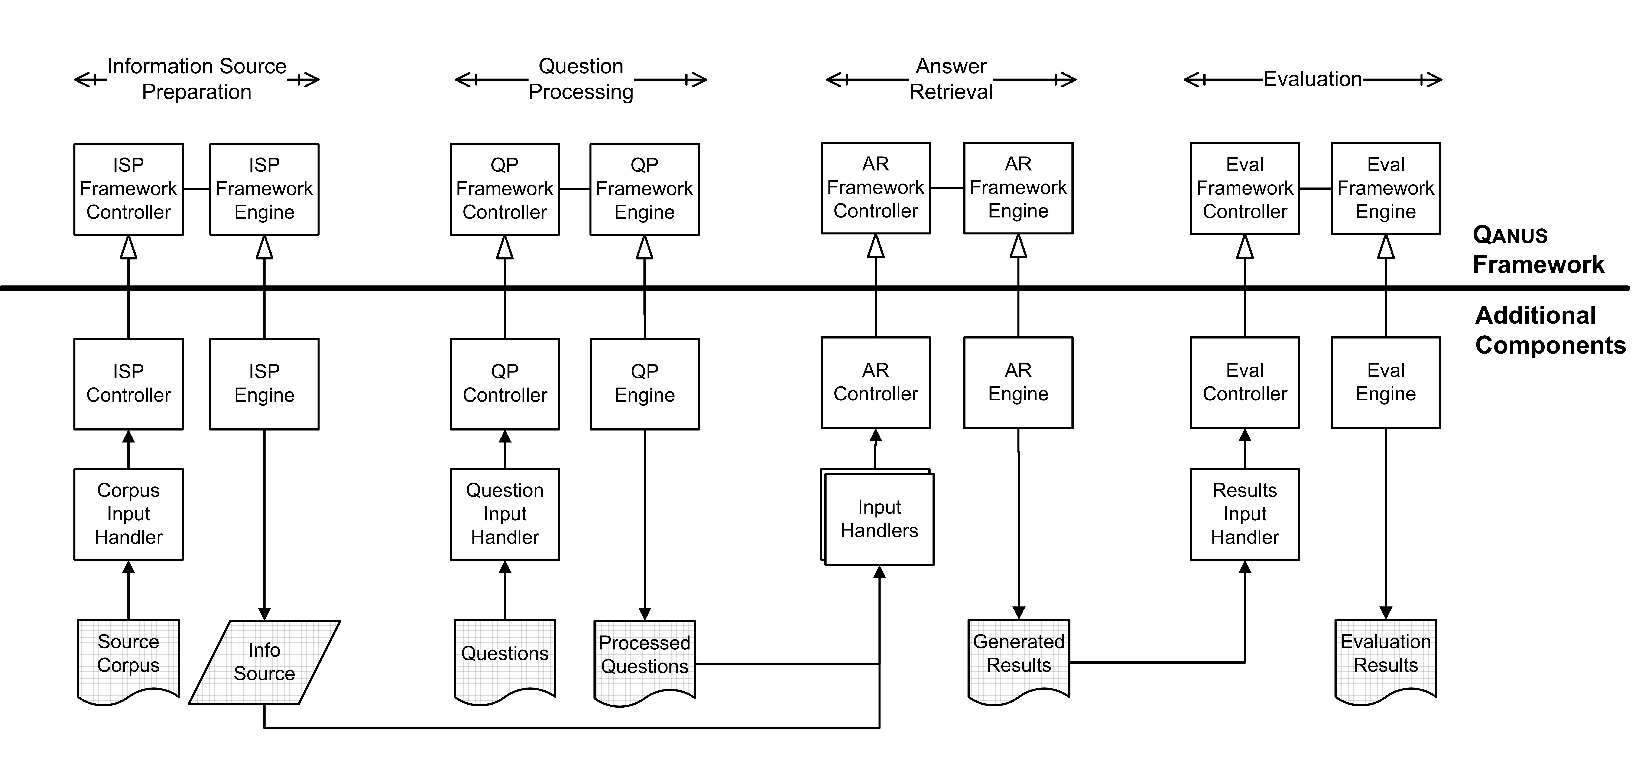 Information Source
Preparation
Question
Processing
Answer
Retrieval
Evaluation
ISP
Framework
Controller
ISP
Framework
Engine
QP
Framework
Controller
QP
Framework
Engine
AR
Framework
Controller
AR
Framework
Engine
Eval
Framework
Controller
Eval
Framework
Engine
QANUS
Framework
Additional
Components
ISP
Controller
ISP
Engine
QP
Controller
QP
Engine
AR
Controller
AR
Engine
Eval
Controller
Eval
Engine
Corpus
Input
Handler
Question
Input
Handler
Input
Handlers
Results
Input
Handler
Source
Corpus
Info
Source
Questions
Processed
Questions
Generated
Results
Evaluation
Results